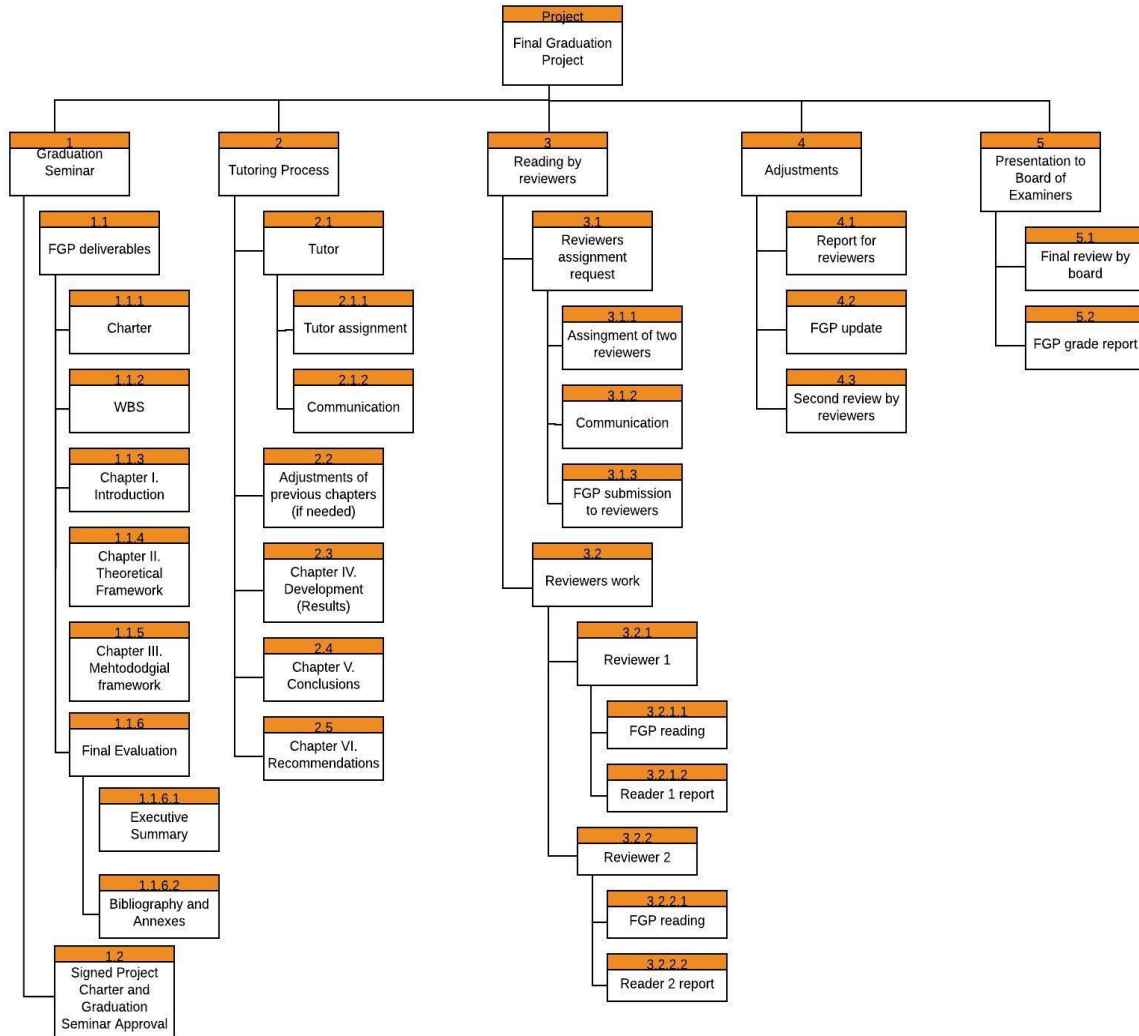 Project
Final Graduation
Project
1
Graduation
Seminar
1.1
FGP deliverables
1.1.1
Charter
1.1.2
WBS
1.1.3
Chapter I.
Introduction
1.1.4
Chapter II.
Theoretical
Framework
1.1.5
Chapter III.
Mehtododgial
framework
1.1.6
Final Evaluation
1.1.6.1
Executive
Summary
1.1.6.2
Bibliography and
Annexes
1.2
Signed Project
Charter and
Graduation
Seminar Approval
2
Tutoring Process
2.1
Tutor
2.1.1
Tutor assignment
2.1.2
Communication
2.2
Adjustments of
previous chapters
(if needed)
2.3
Chapter IV.
Development
(Results)
2.4
Chapter V.
Conclusions
2.5
Chapter VI.
Recommendations
3
Reading by
reviewers
3.1
Reviewers
assignment
request
3.1.1
Assingment of two
reviewers
3.1.2
Communication
3.1.3
FGP submission
to reviewers
3.2
Reviewers work
3.2.1
Reviewer 1
3.2.1.1
FGP reading
3.2.1.2
Reader 1 report
3.2.2
Reviewer 2
3.2.2.1
FGP reading
3.2.2.2
Reader 2 report
4
Adjustments
4.1
Report for
reviewers
4.2
FGP update
4.3
Second review by
reviewers
5
Presentation to
Board of
Examiners
5.1
Final review by
board
5.2
FGP grade report